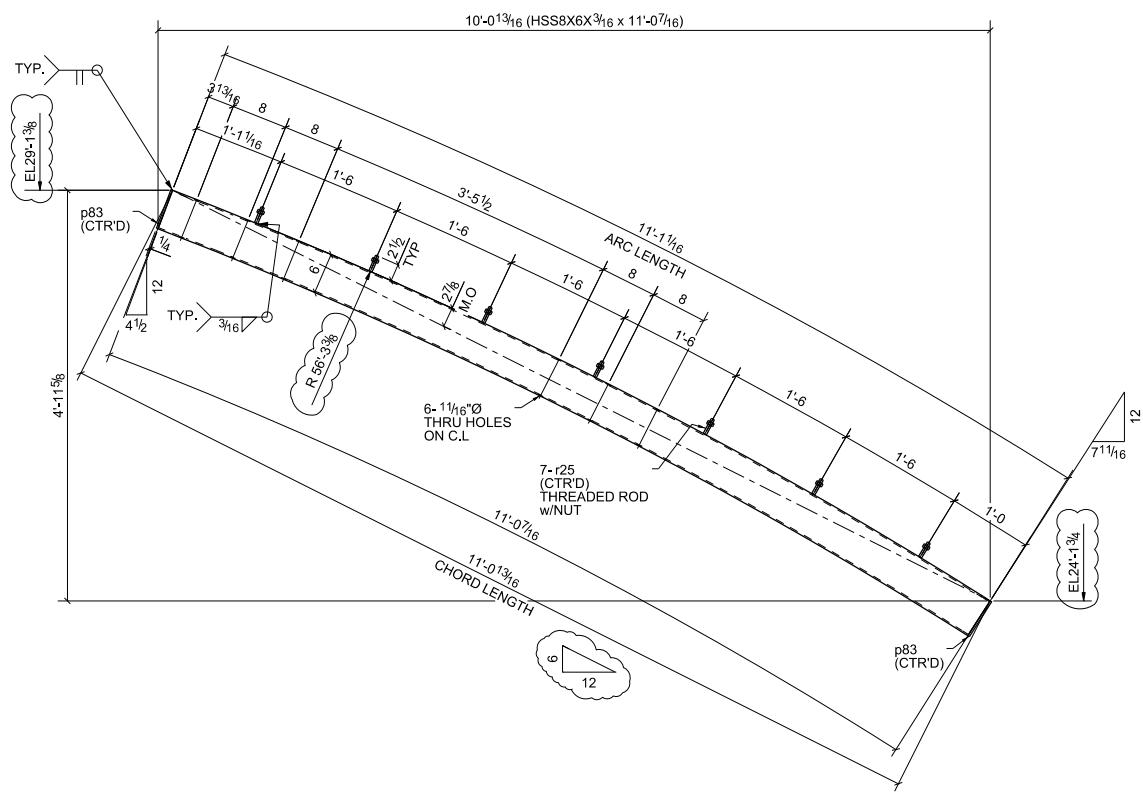 10'-0 13/16 (HSS8X6X3/16 x 11'-07/16)
TYP.
EL29'-1 3/8
3 13/16
8
8
1'-1 1/16
1'-6
3'-5 1/2
11'-1 1/16
ARC LENGTH
p83
(CTR'D)
1/4
12
4 1/2
TYP.
3/16
6
2 1/2
TYP
2 7/8
M.O
1'-6
1'-6
8
8
1'-6
1'-6
1'-6
1'-0
R 56'-3 3/8
6- 11/16"Ø
THRU HOLES
ON C.L
7- r25
(CTR'D)
THREADED ROD
w/NUT
12
7 11/16
4'-11 5/8
11'-0 7/16
11'-0 13/16
CHORD LENGTH
EL24'-1 3/4
6
12
p83
(CTR'D)